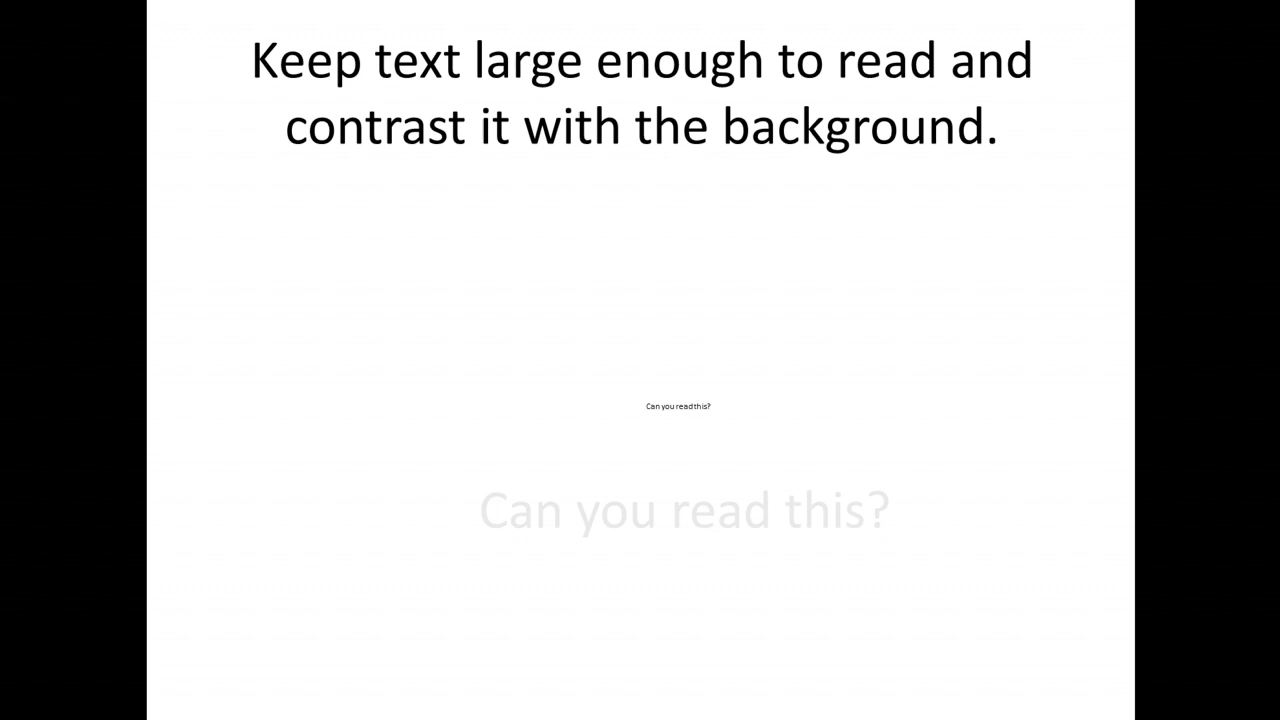 Keep text large enough to read and
contrast it with the background.
Can you read this?
Can you read this?